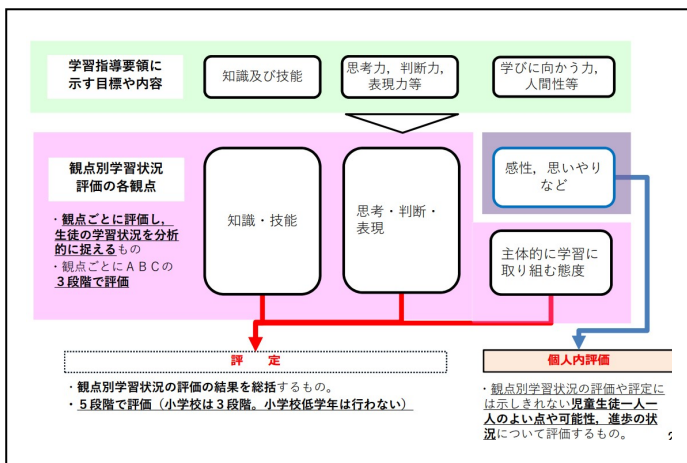 学習指導要領に
示す目標や内容
知識及び技能
思考力，判断力，
表現力等
学びに向かう力，
人間性等
観点別学習状況
評価の各観点
・観点ごとに評価し，
生徒の学習状況を分析
的に捉えるもの
・観点ごとにＡＢＣの
３段階で評価
知識・技能
思考・判断・
表現
感性，思いやり
など
主体的に学習に
取り組む態度
評　定
・観点別学習状況の評価の結果を総括するもの。
・５段階で評価（小学校は３段階。小学校低学年は行わない）
個人内評価
・観点別学習状況の評価や評定に
は示しきれない児童生徒一人一
人のよい点や可能性，進歩の状
況について評価するもの。